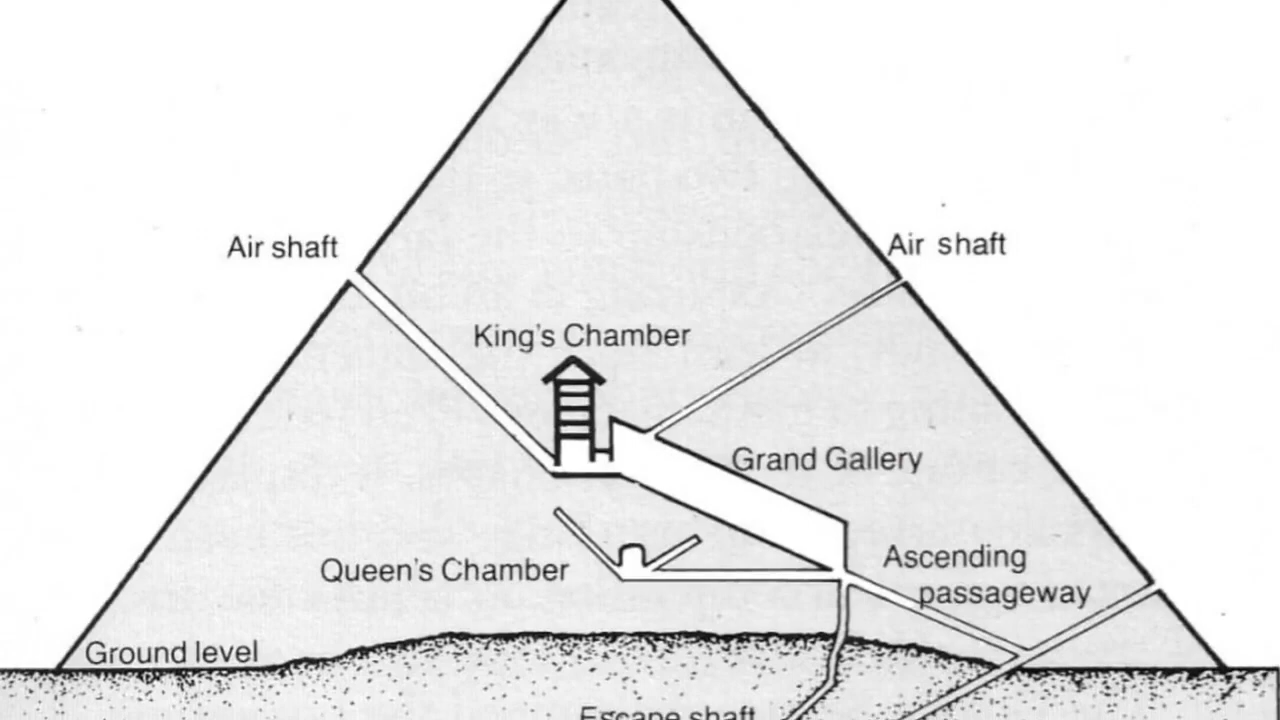 Air shaft
Air shaft
King's Chamber
Grand Gallery
Queen's Chamber
Ascending
passageway
Ground level
Escape shaft